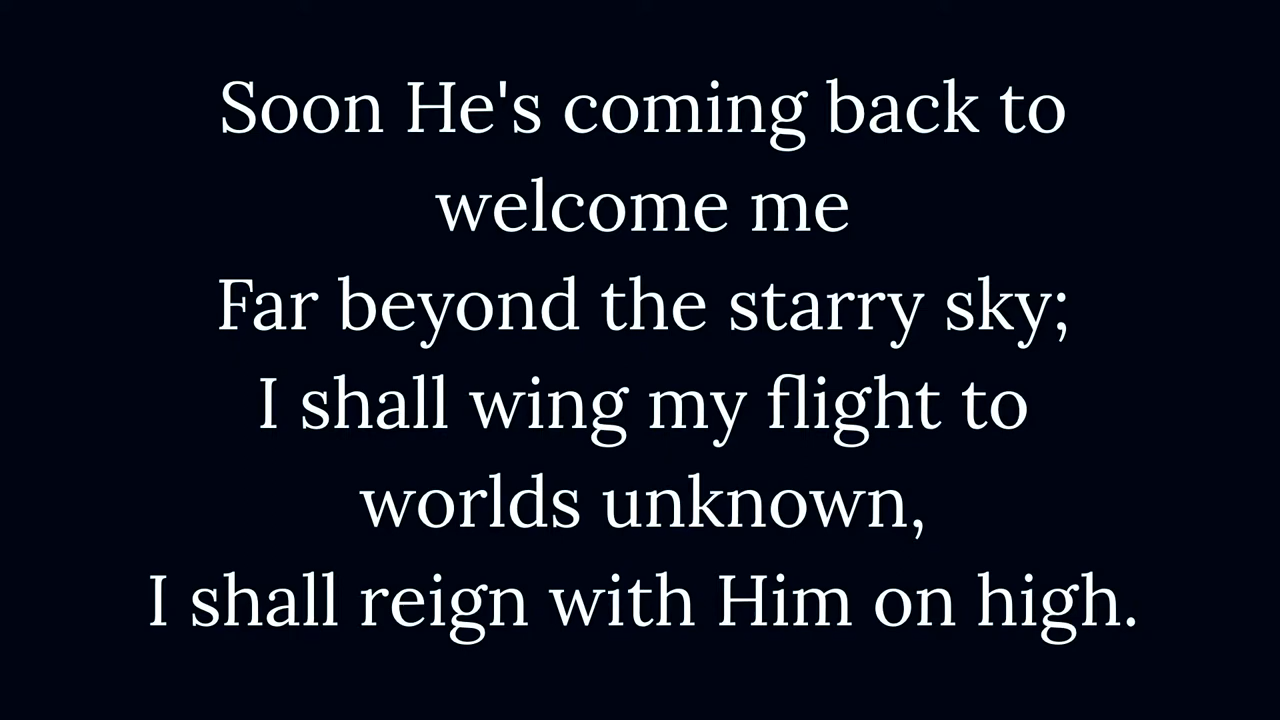 Soon He's coming back to
welcome me
Far beyond the starry sky;
I shall wing my flight to
worlds unknown,
I shall reign with Him on high.